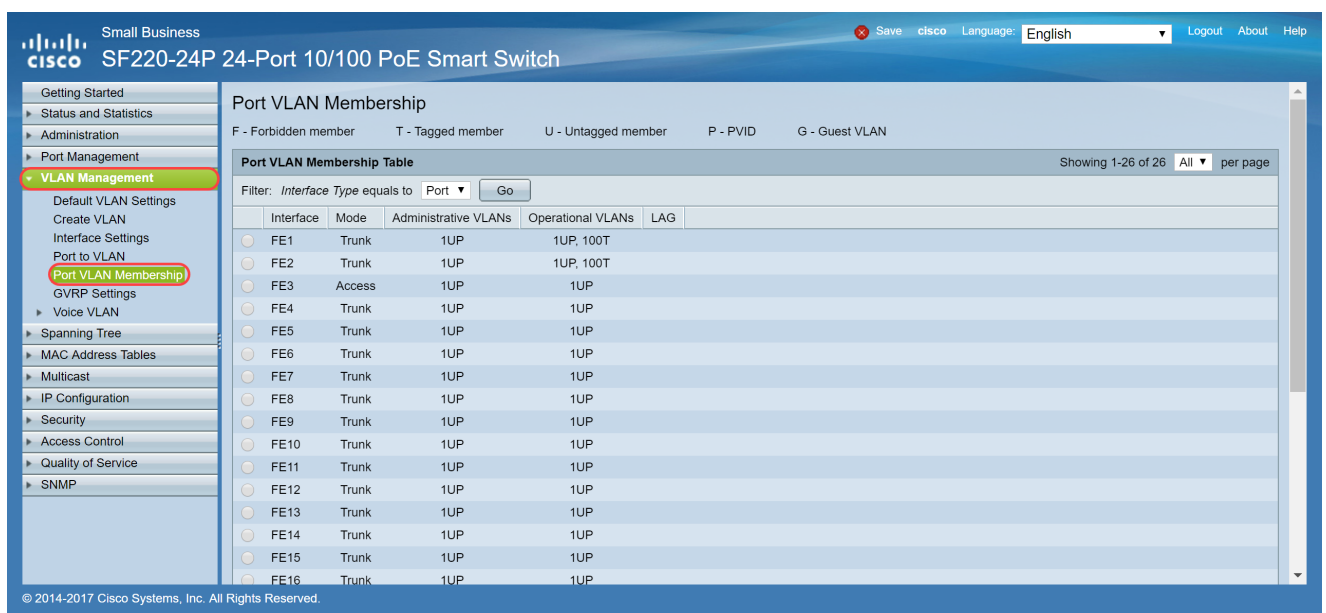 Small Business
cisco SF220-24P 24-Port 10/100 PoE Smart Switch
Save cisco Language: English Logout About Help
Getting Started
Status and Statistics
Administration
Port Management
VLAN Management
Default VLAN Settings
Create VLAN
Interface Settings
Port to VLAN
Port VLAN Membership
GVRP Settings
Voice VLAN
Spanning Tree
MAC Address Tables
Multicast
IP Configuration
Security
Access Control
Quality of Service
SNMP
Port VLAN Membership
F - Forbidden member T - Tagged member U - Untagged member P - PVID G - Guest VLAN
Port VLAN Membership Table Showing 1-26 of 26 All per page
Filter: Interface Type equals to Port Go
Interface Mode Administrative VLANs Operational VLANs LAG
FE1 Trunk 1UP 1UP, 100T
FE2 Trunk 1UP 1UP, 100T
FE3 Access 1UP 1UP
FE4 Trunk 1UP 1UP
FE5 Trunk 1UP 1UP
FE6 Trunk 1UP 1UP
FE7 Trunk 1UP 1UP
FE8 Trunk 1UP 1UP
FE9 Trunk 1UP 1UP
FE10 Trunk 1UP 1UP
FE11 Trunk 1UP 1UP
FE12 Trunk 1UP 1UP
FE13 Trunk 1UP 1UP
FE14 Trunk 1UP 1UP
FE15 Trunk 1UP 1UP
FE16 Trunk 1UP 1UP
© 2014-2017 Cisco Systems, Inc. All Rights Reserved.